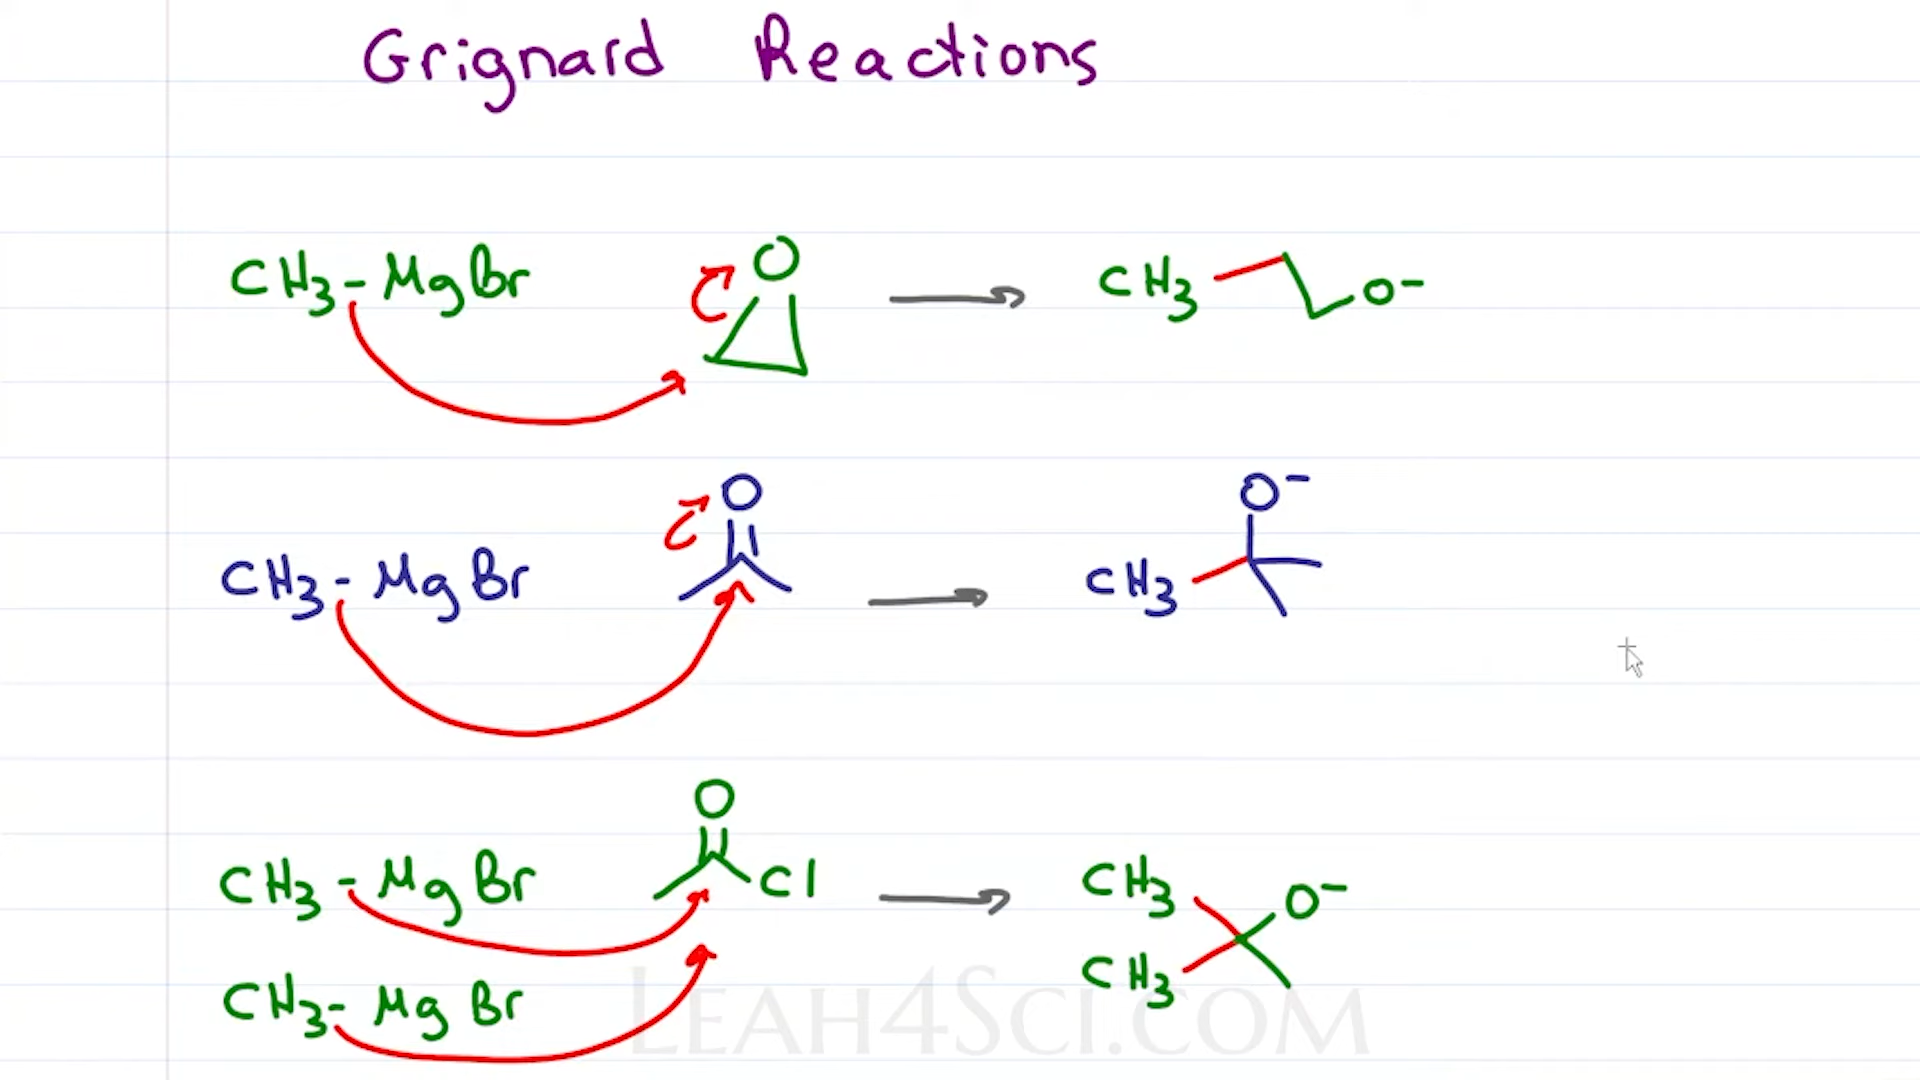 Grignard Reactions
CH3-MgBr O CH3 O-
O O-
CH3-MgBr CH3
O
CH3-MgBr Cl CH3 O-
CH3-MgBr CH3
LEAH4SCI.COM